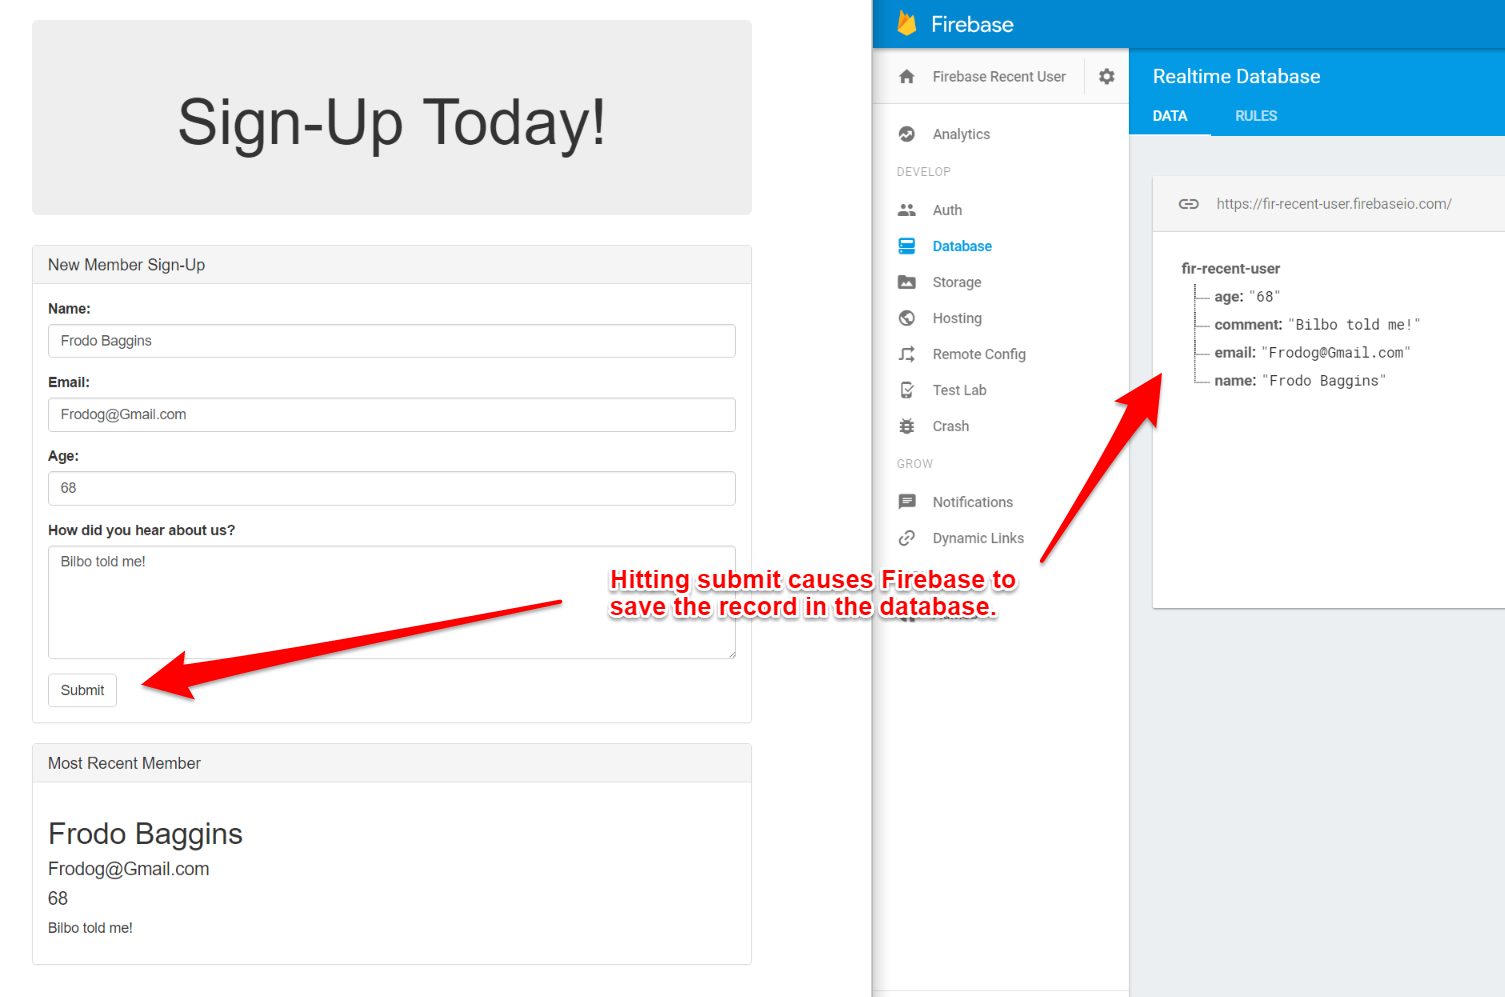 Sign-Up Today!
New Member Sign-Up
Name:
Frodo Baggins
Email:
Frodog@Gmail.com
Age:
68
How did you hear about us?
Bilbo told me!
Submit
Most Recent Member
Frodo Baggins
Frodog@Gmail.com
68
Bilbo told me!
Hitting submit causes Firebase to
save the record in the database.
Firebase
Firebase Recent User
Analytics
DEVELOP
Auth
Database
Storage
Hosting
Remote Config
Test Lab
Crash
GROW
Notifications
Dynamic Links
Realtime Database
DATA RULES
https://fir-recent-user.firebaseio.com/
fir-recent-user
age: "68"
comment: "Bilbo told me!"
email: "Frodog@Gmail.com"
name: "Frodo Baggins"